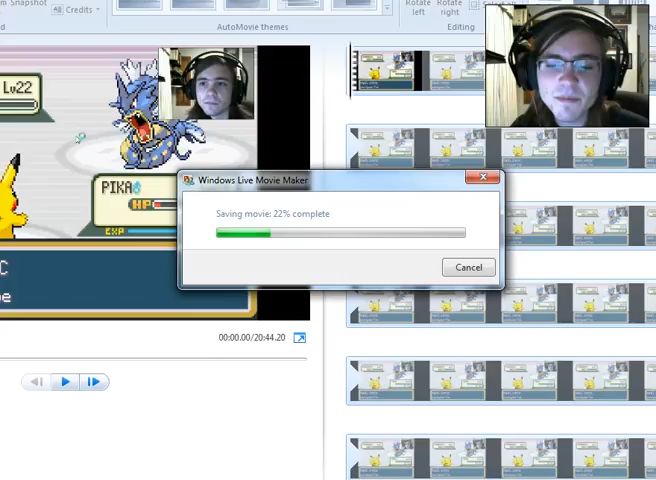 Snapshot
Credits
AutoMovie themes
Rotate left
Rotate right
Editing
Lv22
PIKA
HP
EXP
Windows Live Movie Maker
Saving movie: 22% complete
Cancel
00:00.00/20:44.20